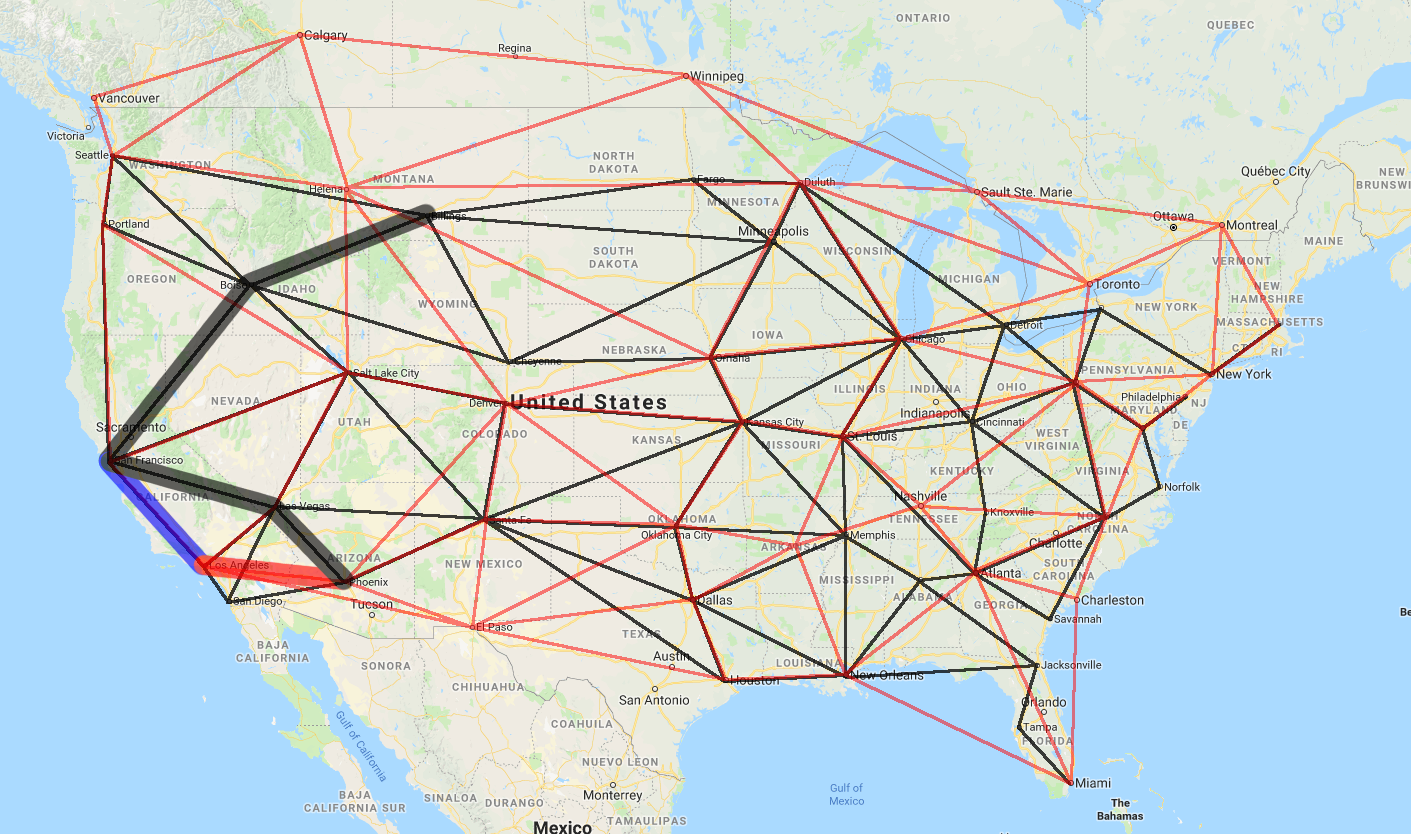 ONTARIO
QUEBEC
Calgary
Regina
Winnipeg
Vancouver
Victoria
Seattle
WASHINGTON
NORTH
DAKOTA
MONTANA
Helena
Fargo
Duluth
Sault Ste. Marie
Québec City
NEW
BRUNSWI
Ottawa
Montreal
MAINE
Portland
Billings
MINNESOTA
Minneapolis
WISCONSIN
SOUTH
DAKOTA
VERMONT
OREGON
Boise
IDAHO
MICHIGAN
Toronto
NEW
HAMPSHIRE
WYOMING
NEW YORK
MASSACHUSETTS
Detroit
IOWA
Chicago
NEBRASKA
Cheyenne
Omaha
CT
RI
Salt Lake City
PENNSYLVANIA
New York
NEVADA
Denver
United States
ILLINOIS
INDIANA
OHIO
Philadelphia
NJ
MARYLAND
Indianapolis
DE
Sacramento
UTAH
COLORADO
KANSAS
Kansas City
MISSOURI
St. Louis
Cincinnati
WEST
VIRGINIA
San Francisco
KENTUCKY
VIRGINIA
Norfolk
CALIFORNIA
Las Vegas
Nashville
TENNESSEE
Knoxville
Santa Fe
OKLAHOMA
Oklahoma City
NORTH
CAROLINA
Memphis
Charlotte
ARKANSAS
ARIZONA
NEW MEXICO
Los Angeles
Phoenix
SOUTH
CAROLINA
Atlanta
MISSISSIPPI
ALABAMA
GEORGIA
San Diego
Tucson
Dallas
Charleston
Savannah
Be
El Paso
TEXAS
BAJA
CALIFORNIA
SONORA
Austin
LOUISIANA
Jacksonville
Houston
New Orleans
CHIHUAHUA
San Antonio
Orlando
Gulf of California
COAHUILA
Tampa
FLORIDA
NUEVO LEON
Miami
BAJA
CALIFORNIA SUR
SINALOA
DURANGO
Monterrey
Gulf of
Mexico
The
Bahamas
TAMAULIPAS
Mexico